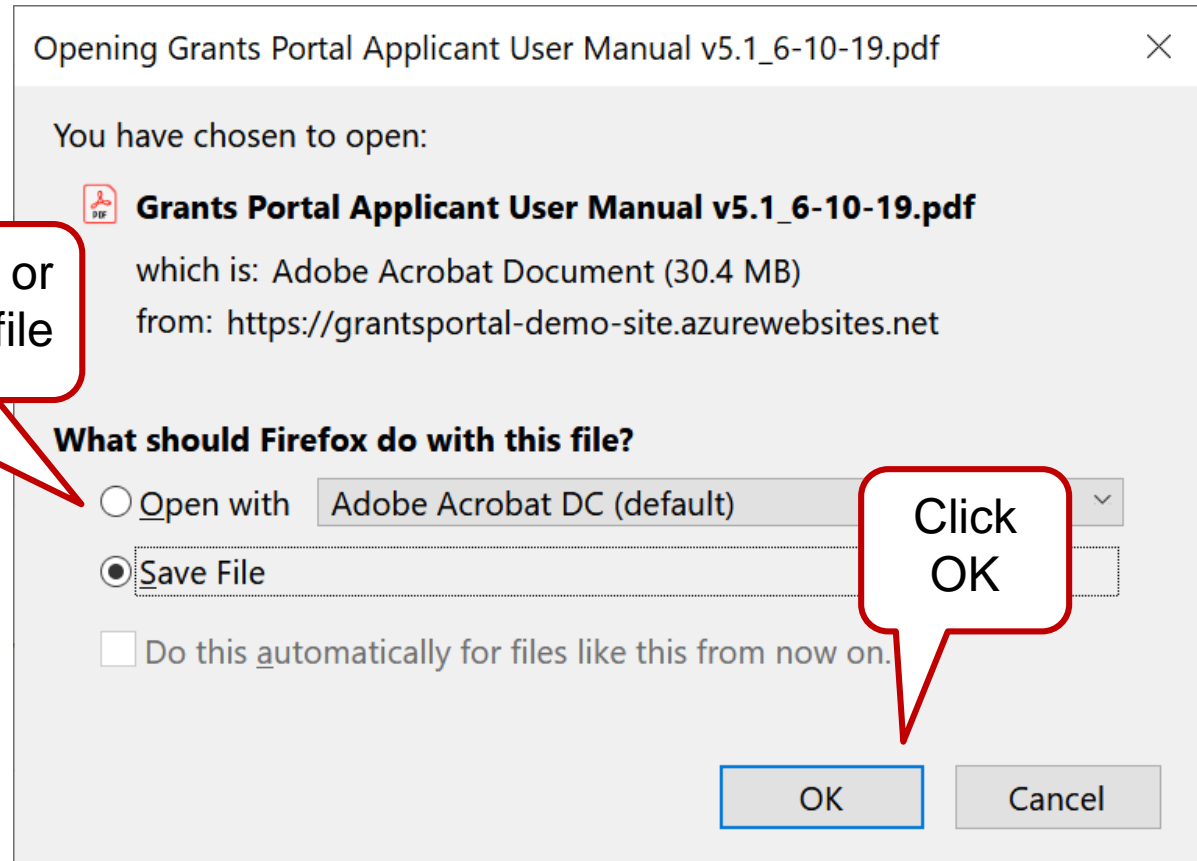 Opening Grants Portal Applicant User Manual v5.1_6-10-19.pdf
You have chosen to open:
PDF
Grants Portal Applicant User Manual v5.1_6-10-19.pdf
which is: Adobe Acrobat Document (30.4 MB)
from: https://grantsportal-demo-site.azurewebsites.net
or
file
What should Firefox do with this file?
Open with Adobe Acrobat DC (default)
Save File
Click
OK
Do this automatically for files like this from now on.
OK
Cancel